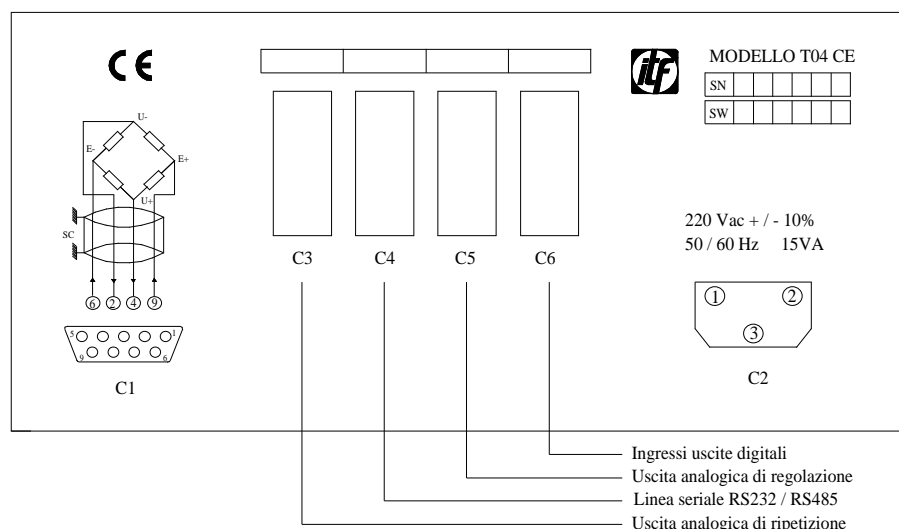 CE
itf
MODELLO T04 CE
SN
SW
U-
E-
E+
U+
SC
6 2 4 9
5 1
9 6
C1
C3 C4 C5 C6
220 Vac + / - 10%
50 / 60 Hz 15VA
1 2
3
C2
Ingressi uscite digitali
Uscita analogica di regolazione
Linea seriale RS232 / RS485
Uscita analogica di ripetizione